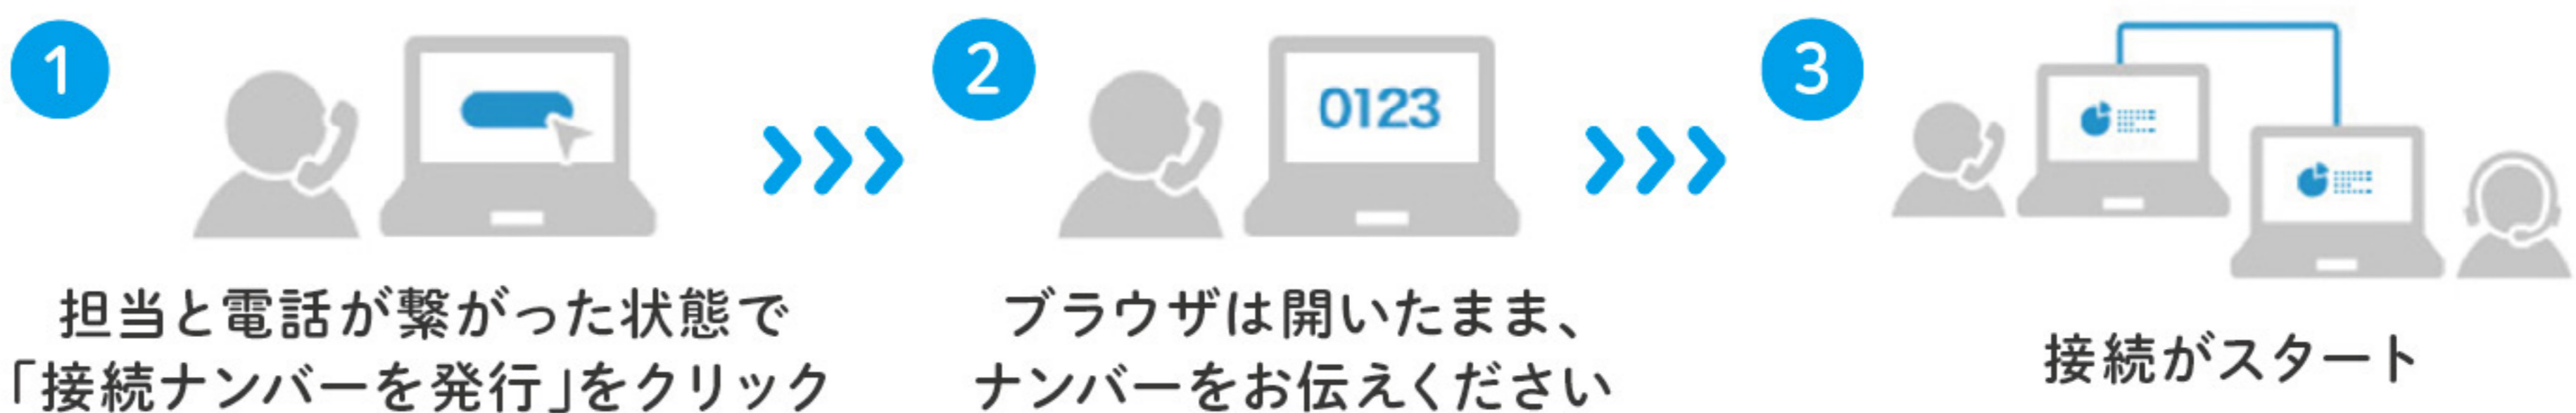 1
担当と電話が繋がった状態で
「接続ナンバーを発行」をクリック
2
0123
ブラウザは開いたまま、
ナンバーをお伝えください
3
接続がスタート